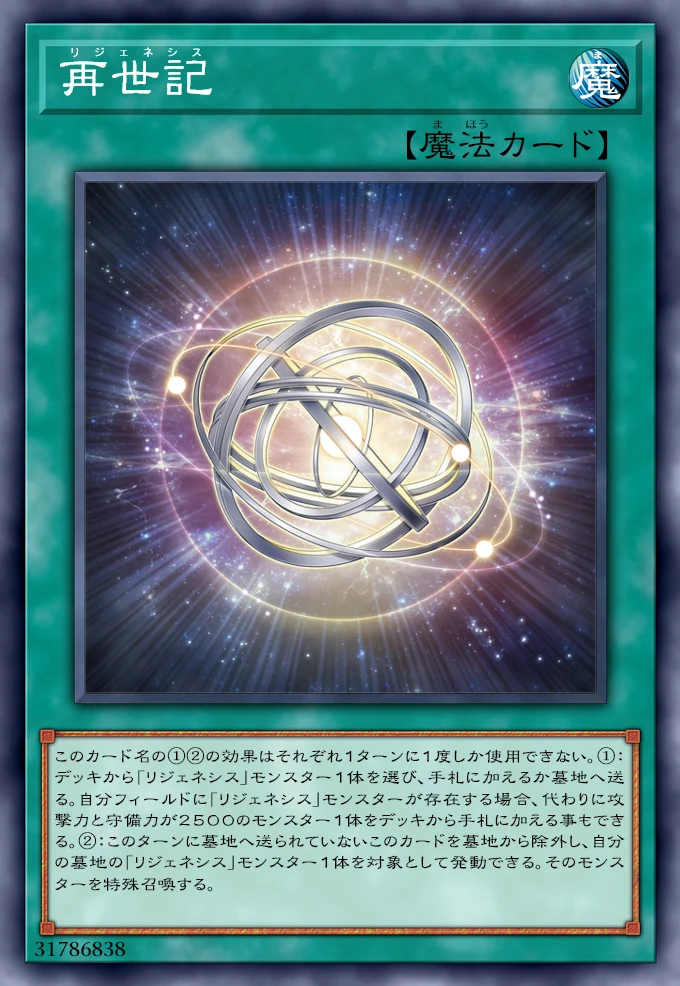 リジェネシス
再世記
ま
魔
まほう
【魔法カード】
このカード名の①②の効果はそれぞれ1ターンに1度しか使用できない。①:
デッキから「リジェネシス」モンスター1体を選び、手札に加えるか墓地へ送
る。自分フィールドに「リジェネシス」モンスターが存在する場合、代わりに攻
撃力と守備力が2500のモンスター1体をデッキから手札に加える事もでき
る。②:このターンに墓地へ送られていないこのカードを墓地から除外し、自分
の墓地の「リジェネシス」モンスター1体を対象として発動できる。そのモンス
ターを特殊召喚する。
31786838